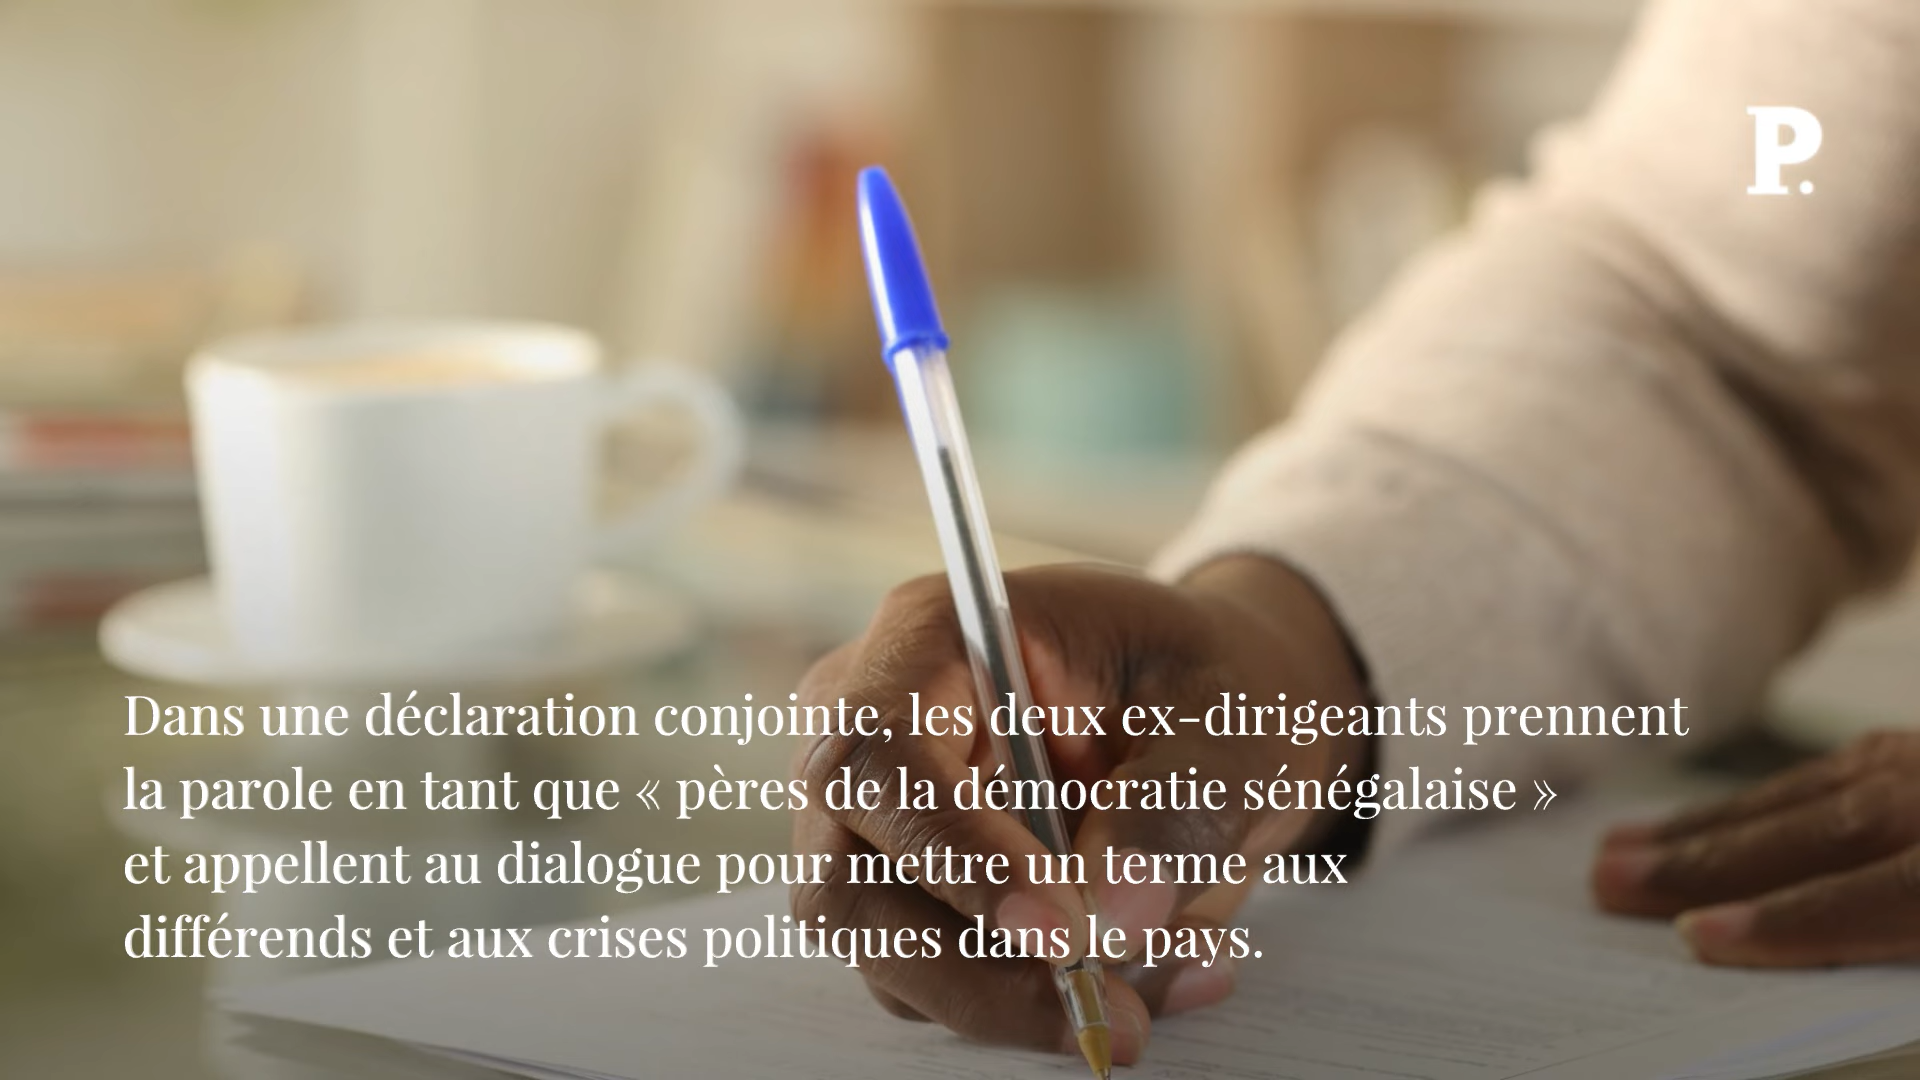 P.
Dans une déclaration conjointe, les deux ex-dirigeants prennent
la parole en tant que « pères de la démocratie sénégalaise »
et appellent au dialogue pour mettre un terme aux
différends et aux crises politiques dans le pays.